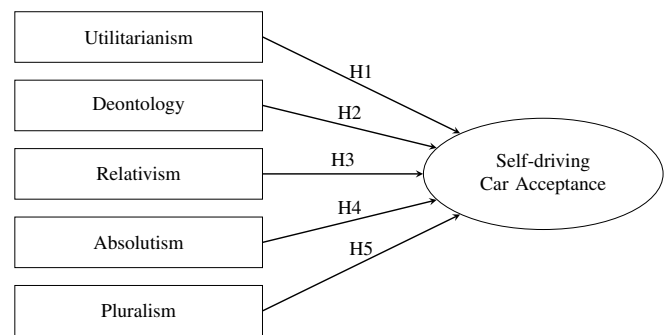 Utilitarianism
H1
Deontology
H2
Relativism
H3
Self-driving
Car Acceptance
Absolutism
H4
Pluralism
H5